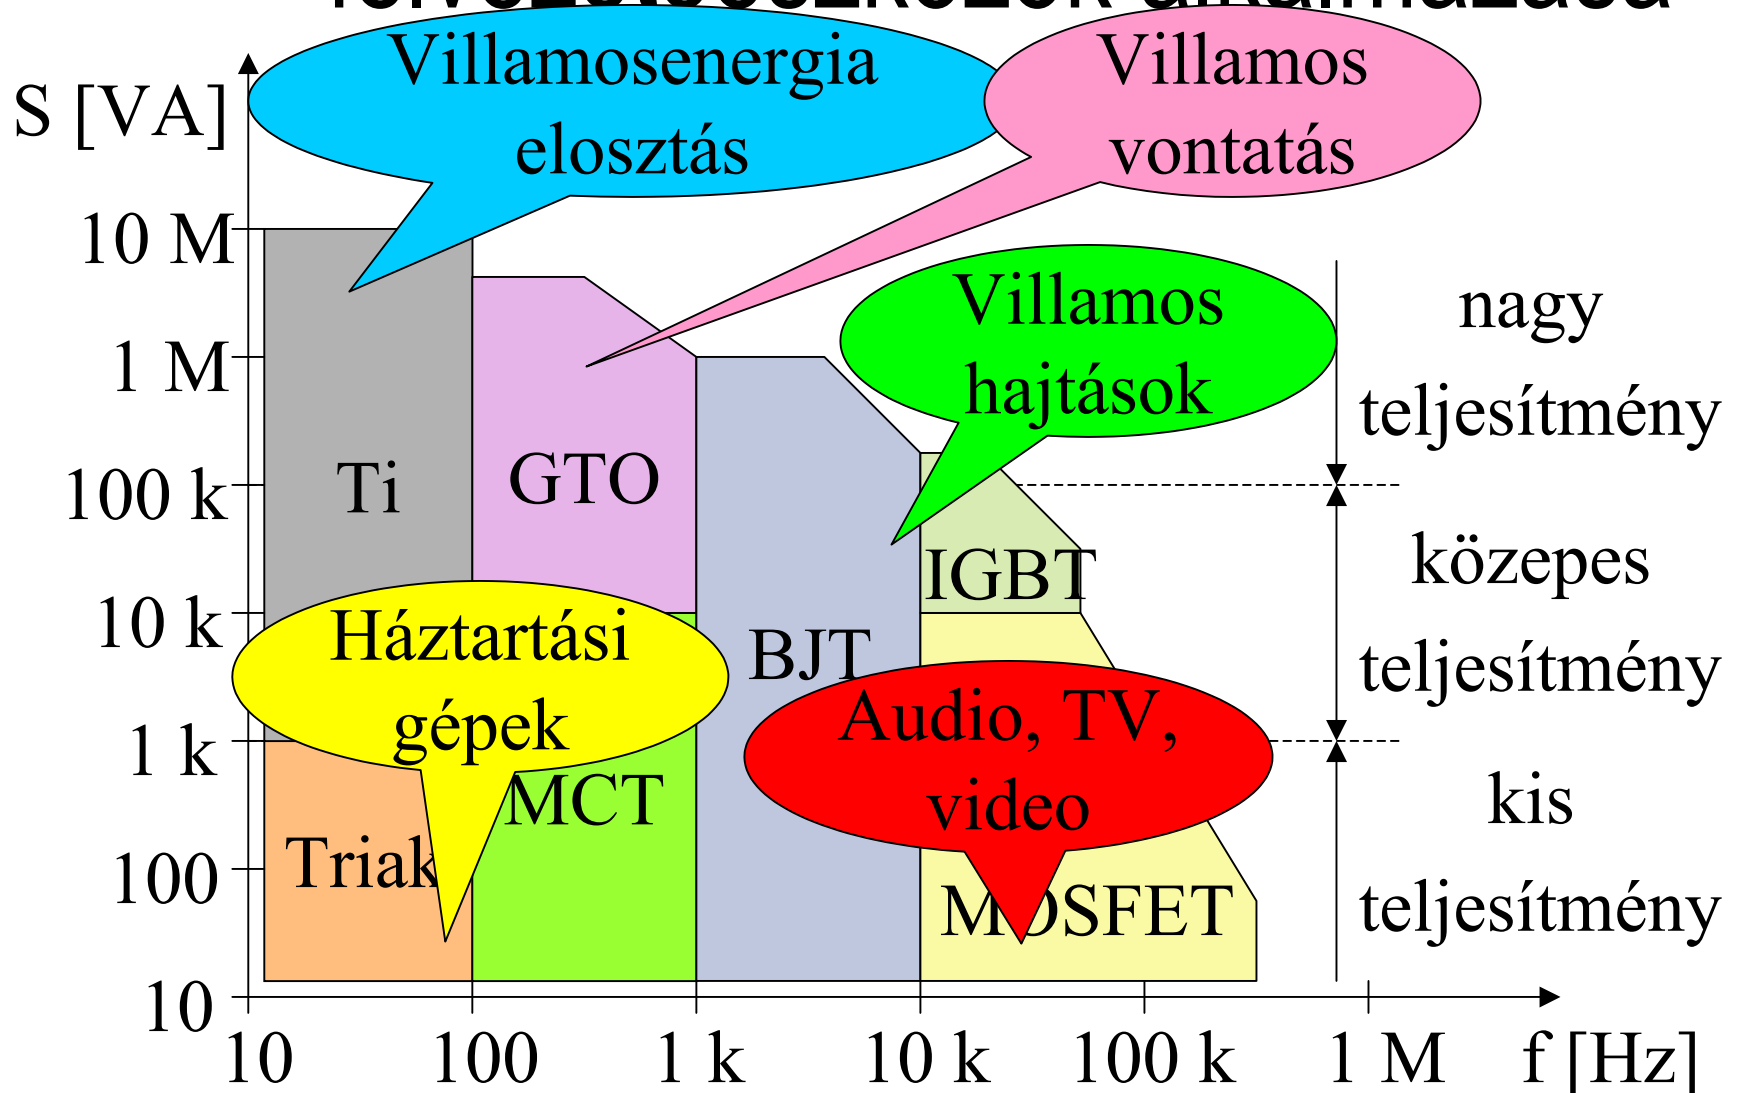 Villamosenergia
elosztás
Villamos
vontatás
S [VA]
10 M
1 M
100 k
10 k
1 k
100
10
Villamos
hajtások
nagy
teljesítmény
közepes
teljesítmény
kis
teljesítmény
Ti
GTO
IGBT
BJT
Háztartási
gépek
MCT
Triak
Audio, TV,
video
MOSFET
10
100
1 k
10 k
100 k
1 M
f [Hz]